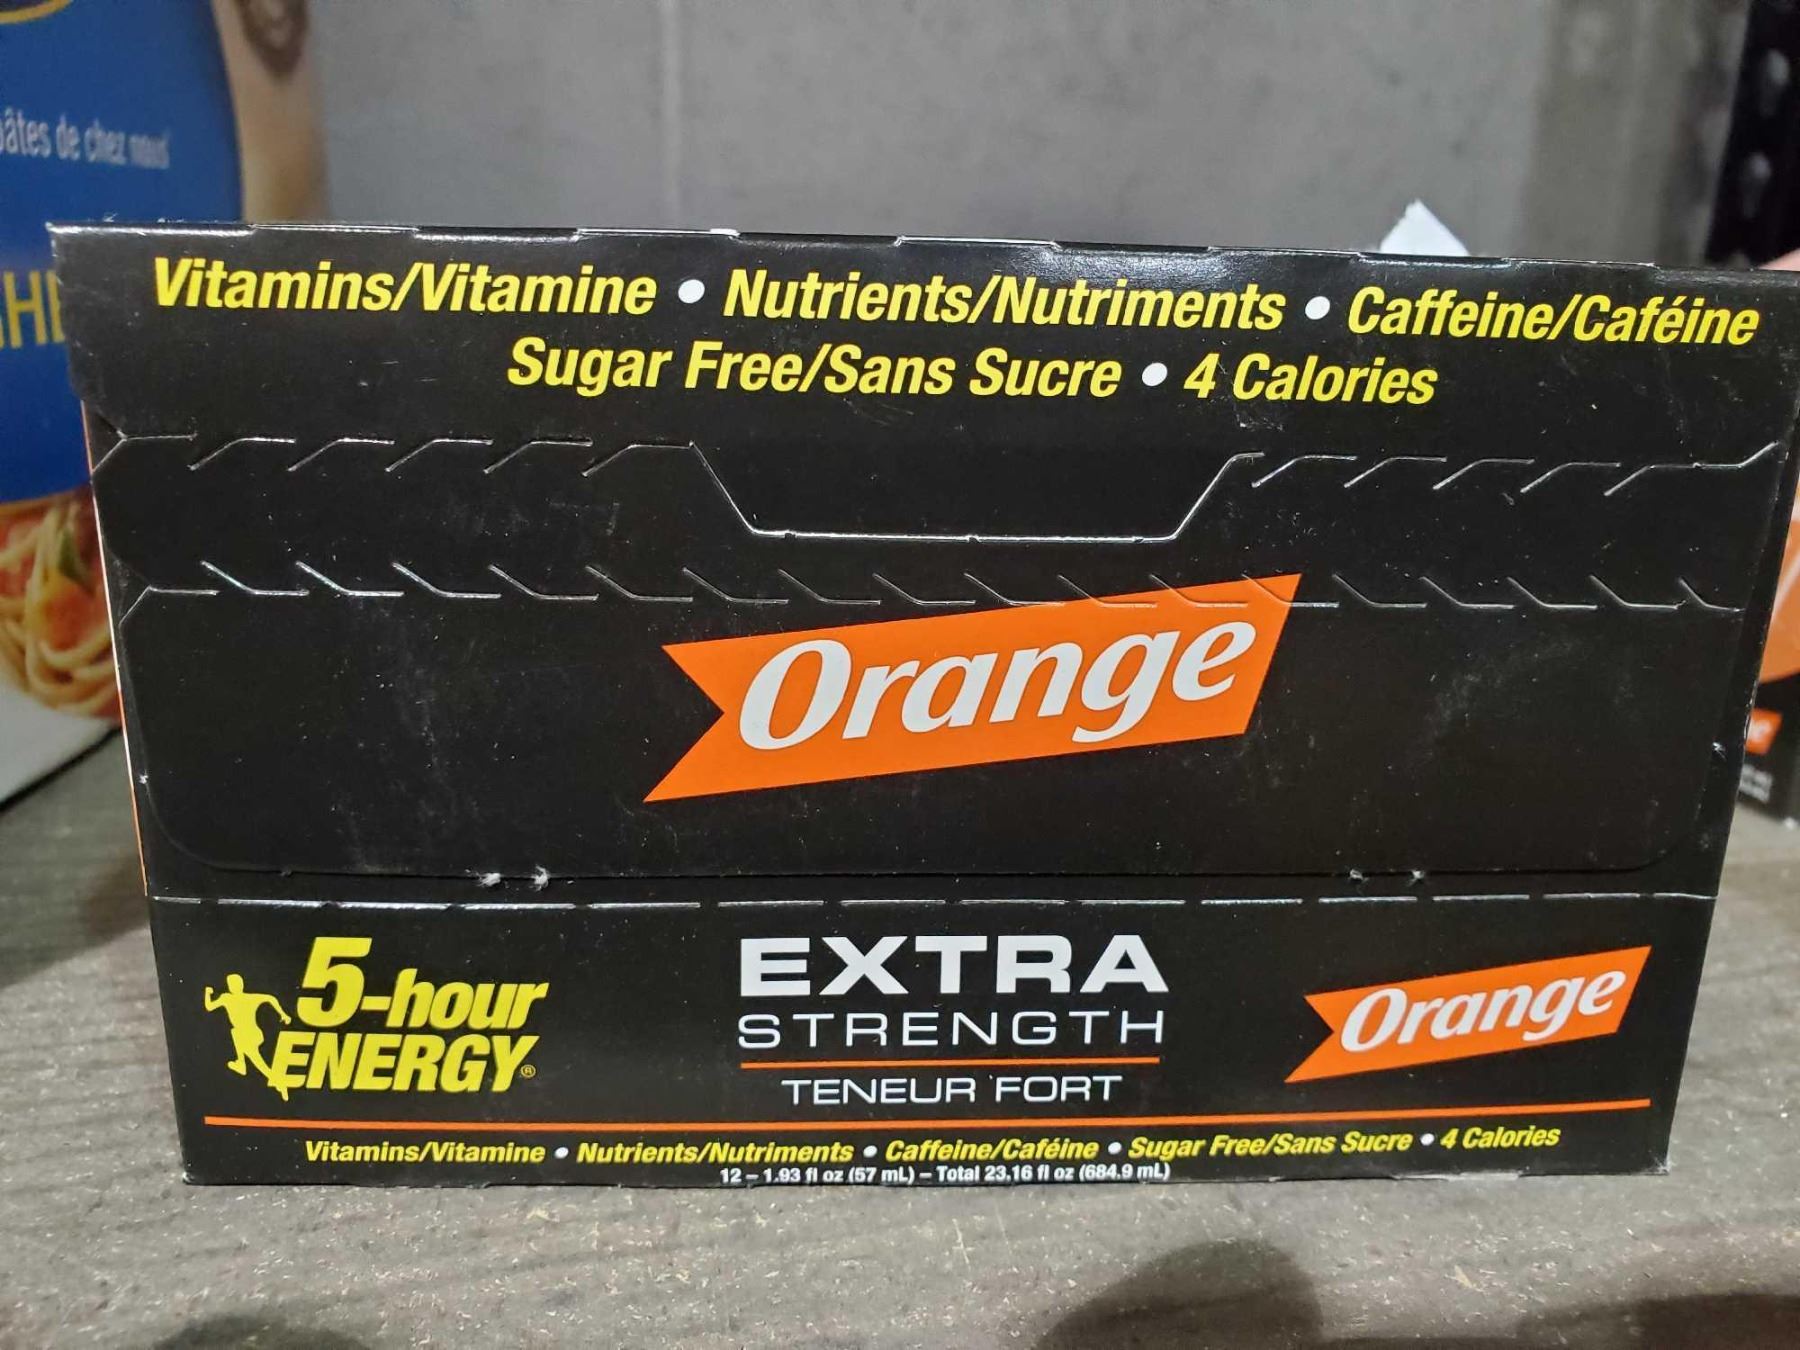 de chez nous
Vitamins/Vitamine • Nutrients/Nutriments • Caffeine/Caféine
Sugar Free/Sans Sucre • 4 Calories
Orange
5-hour
ENERGY®
EXTRA
STRENGTH
TENEUR FORT
Orange
Vitamins/Vitamine • Nutrients/Nutriments • Caffeine/Caféine • Sugar Free/Sans Sucre • 4 Calories
12 – 1.93 fl oz (57 mL) – Total 23.16 fl oz (684.9 mL)